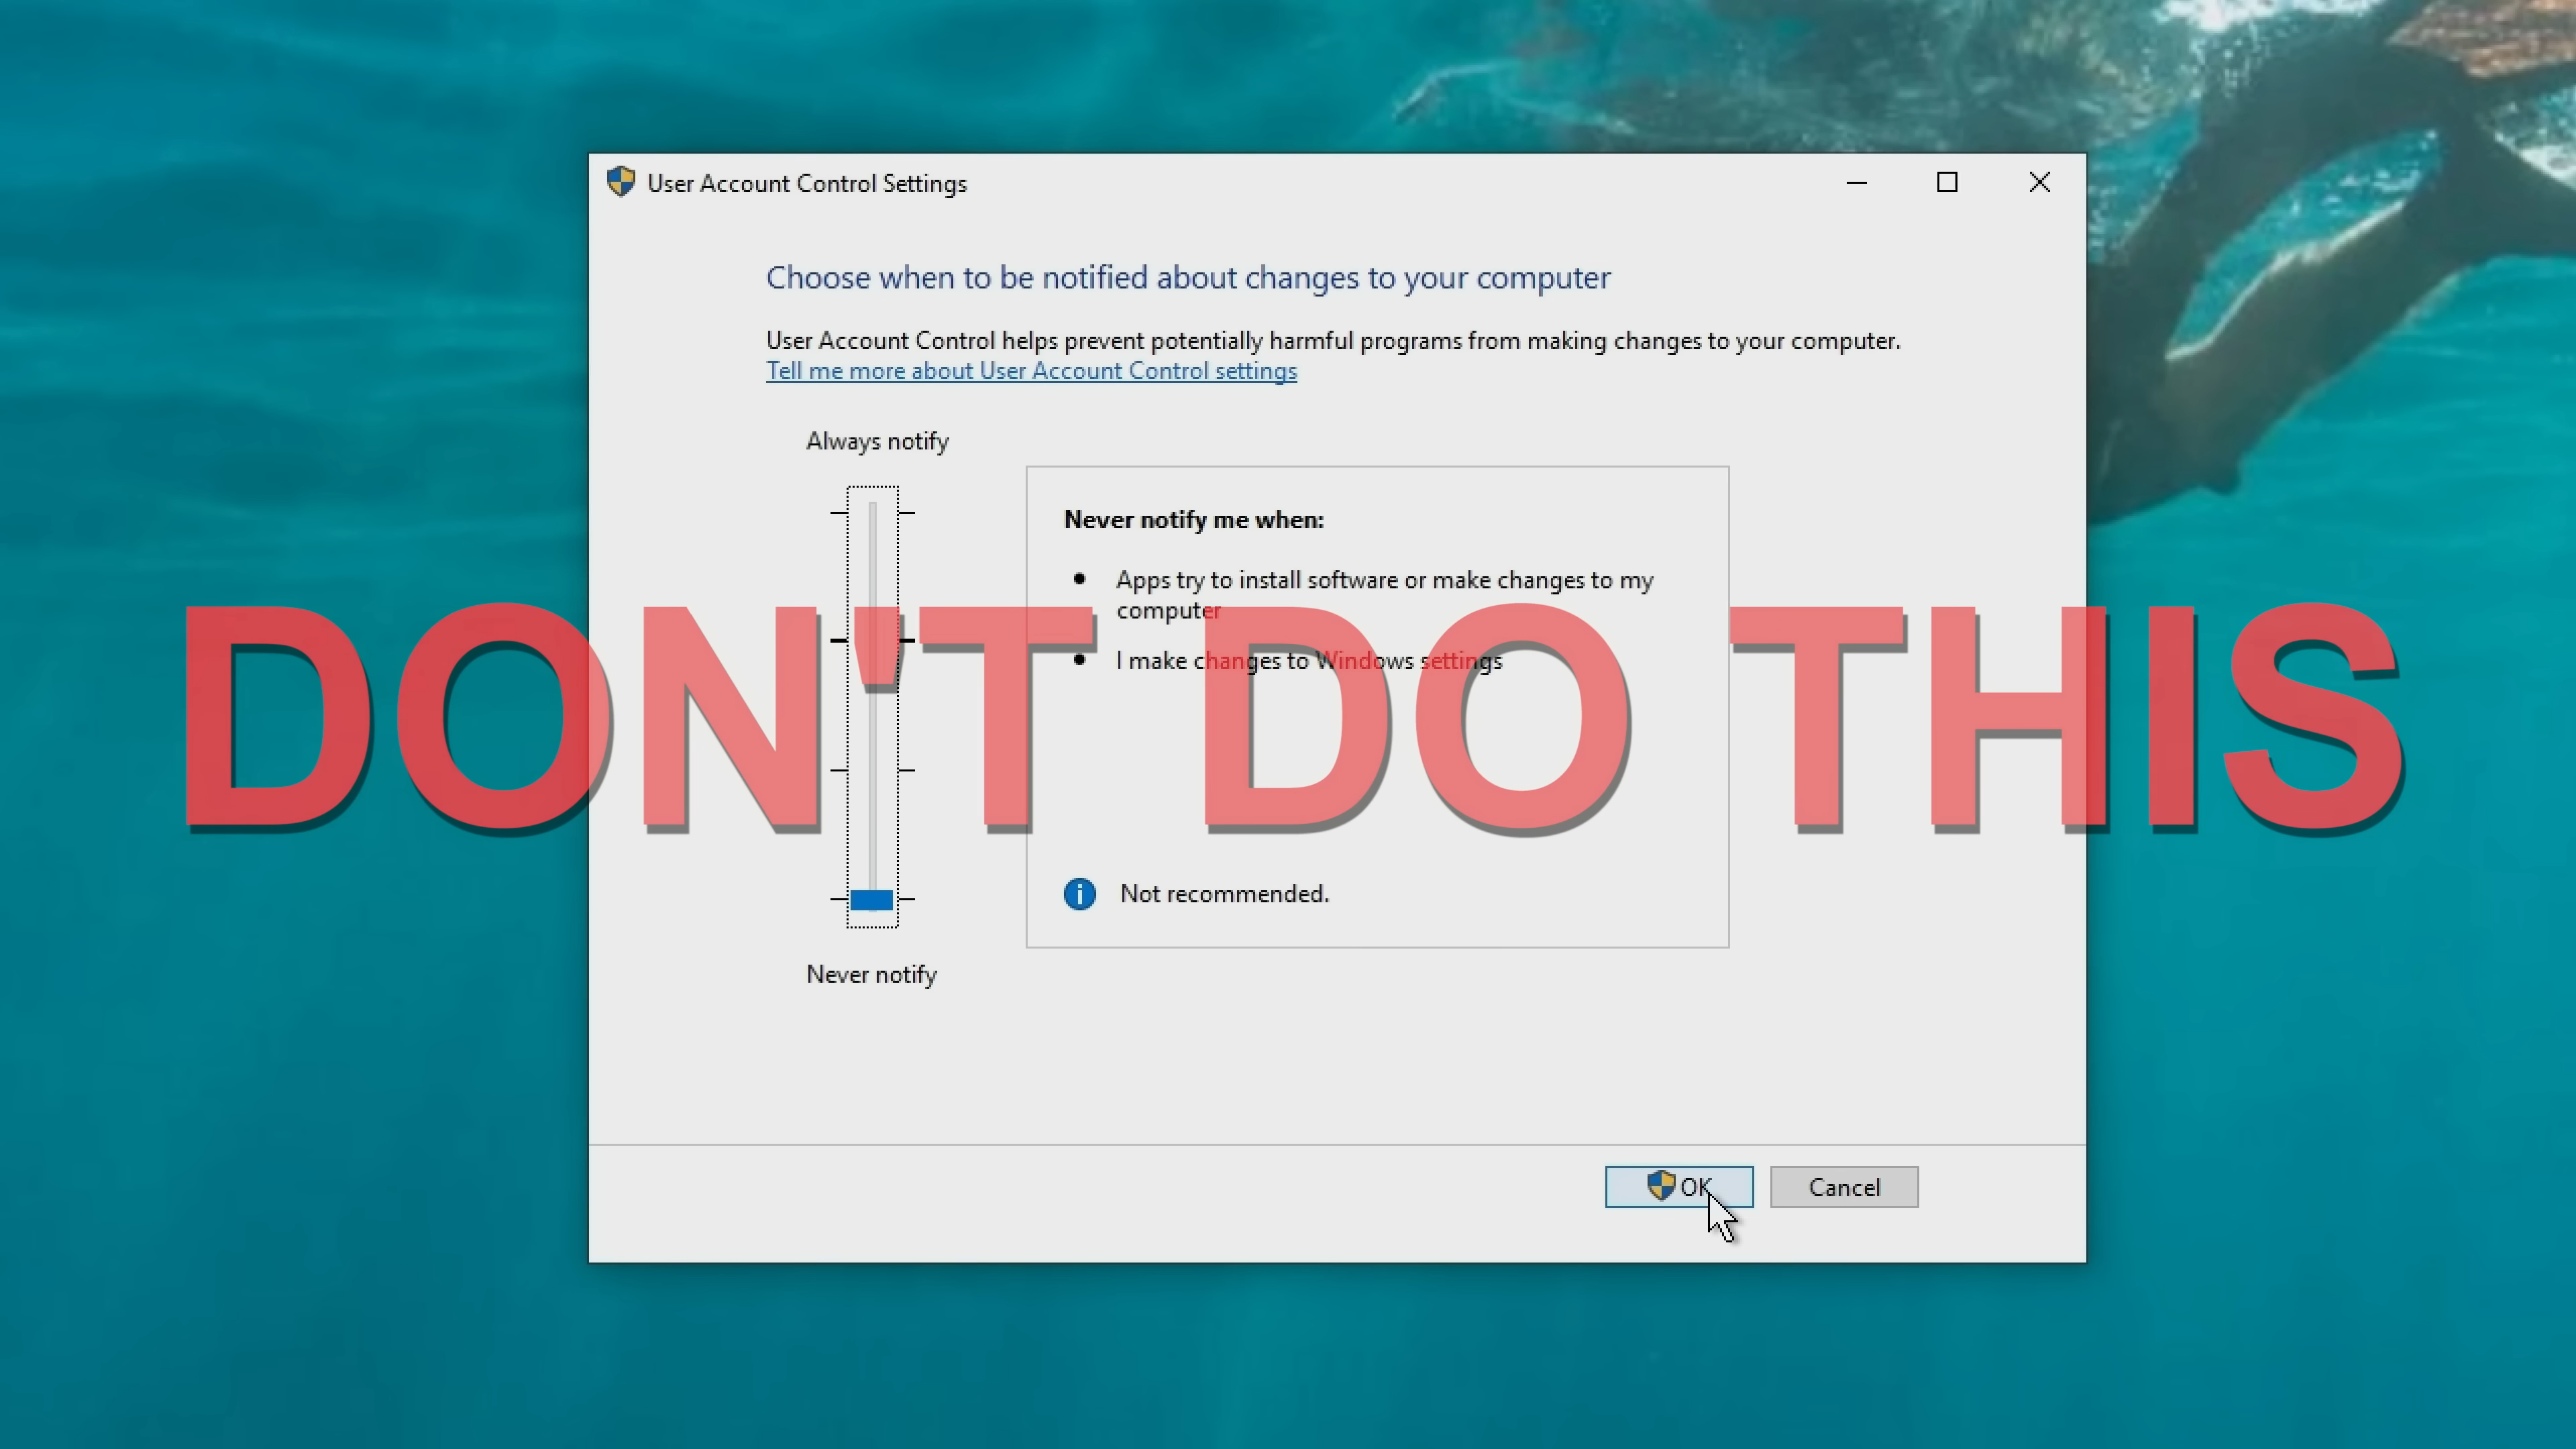 User Account Control Settings
Choose when to be notified about changes to your computer
User Account Control helps prevent potentially harmful programs from making changes to your computer.
Tell me more about User Account Control settings
Always notify
Never notify me when:
Apps try to install software or make changes to my
computer
I make changes to Windows settings
DON'T DO THIS
Not recommended.
Never notify
OK
Cancel